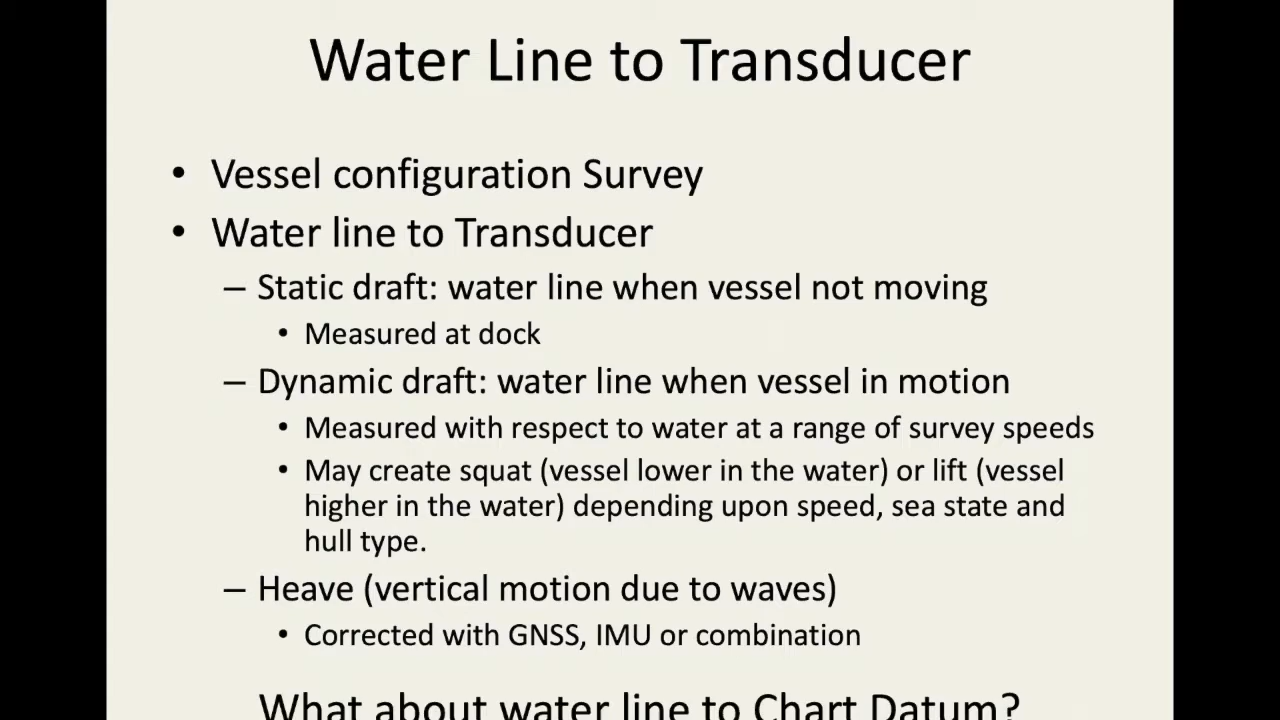 Water Line to Transducer
• Vessel configuration Survey
• Water line to Transducer
– Static draft: water line when vessel not moving
• Measured at dock
– Dynamic draft: water line when vessel in motion
• Measured with respect to water at a range of survey speeds
• May create squat (vessel lower in the water) or lift (vessel
higher in the water) depending upon speed, sea state and
hull type.
– Heave (vertical motion due to waves)
• Corrected with GNSS, IMU or combination
What about water line to Chart Datum?